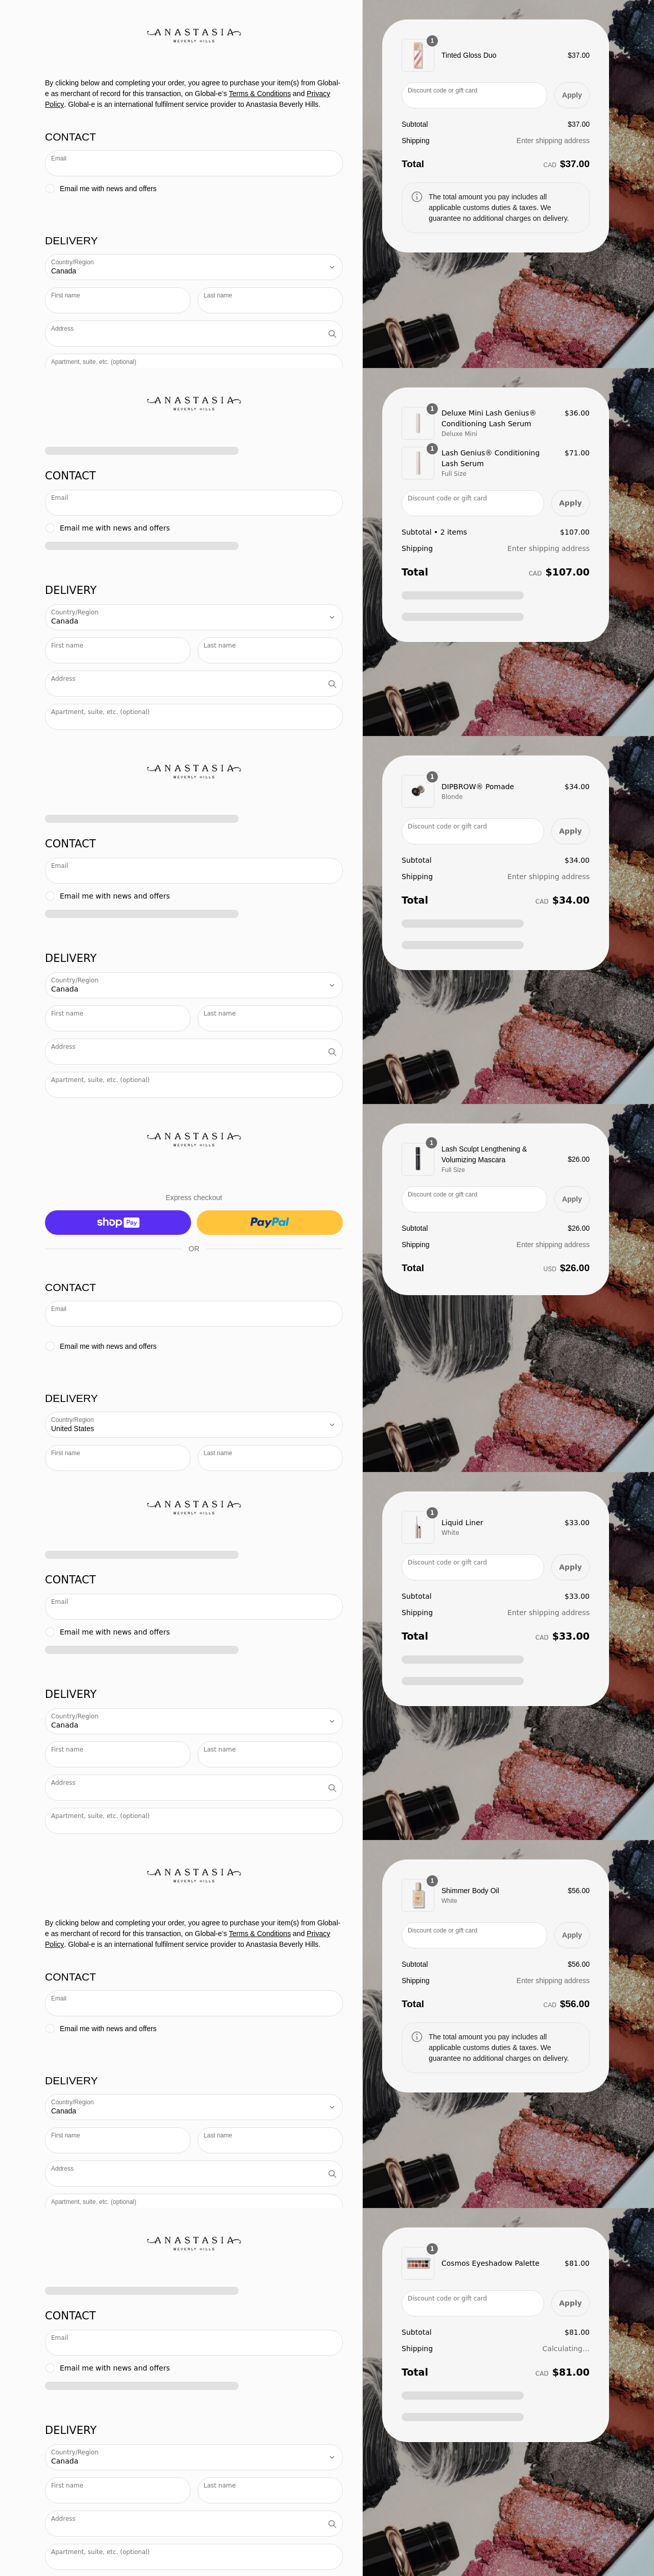 ANASTASIA
BEVERLY HILLS
By clicking below and completing your order, you agree to purchase your item(s) from Global-
e as merchant of record for this transaction, on Global-e's Terms & Conditions and Privacy
Policy. Global-e is an international fulfilment service provider to Anastasia Beverly Hills.
CONTACT
Email
Email me with news and offers
DELIVERY
Country/Region
Canada
First name
Last name
Address
Apartment, suite, etc. (optional)
1
Tinted Gloss Duo
$37.00
Discount code or gift card
Apply
Subtotal
$37.00
Shipping
Enter shipping address
Total
CAD $37.00
The total amount you pay includes all
applicable customs duties & taxes. We
guarantee no additional charges on delivery.
ANASTASIA
BEVERLY HILLS
CONTACT
Email
Email me with news and offers
DELIVERY
Country/Region
Canada
First name
Last name
Address
Apartment, suite, etc. (optional)
1
Deluxe Mini Lash Genius®
Conditioning Lash Serum
Deluxe Mini
$36.00
1
Lash Genius® Conditioning
Lash Serum
Full Size
$71.00
Discount code or gift card
Apply
Subtotal • 2 items
$107.00
Shipping
Enter shipping address
Total
CAD $107.00
ANASTASIA
BEVERLY HILLS
CONTACT
Email
Email me with news and offers
DELIVERY
Country/Region
Canada
First name
Last name
Address
Apartment, suite, etc. (optional)
1
DIPBROW® Pomade
Blonde
$34.00
Discount code or gift card
Apply
Subtotal
$34.00
Shipping
Enter shipping address
Total
CAD $34.00
ANASTASIA
BEVERLY HILLS
Express checkout
shop Pay
PayPal
OR
CONTACT
Email
Email me with news and offers
DELIVERY
Country/Region
United States
First name
Last name
1
Lash Sculpt Lengthening &
Volumizing Mascara
Full Size
$26.00
Discount code or gift card
Apply
Subtotal
$26.00
Shipping
Enter shipping address
Total
USD $26.00
ANASTASIA
BEVERLY HILLS
CONTACT
Email
Email me with news and offers
DELIVERY
Country/Region
Canada
First name
Last name
Address
Apartment, suite, etc. (optional)
1
Liquid Liner
White
$33.00
Discount code or gift card
Apply
Subtotal
$33.00
Shipping
Enter shipping address
Total
CAD $33.00
ANASTASIA
BEVERLY HILLS
By clicking below and completing your order, you agree to purchase your item(s) from Global-
e as merchant of record for this transaction, on Global-e's Terms & Conditions and Privacy
Policy. Global-e is an international fulfilment service provider to Anastasia Beverly Hills.
CONTACT
Email
Email me with news and offers
DELIVERY
Country/Region
Canada
First name
Last name
Address
Apartment, suite, etc. (optional)
1
Shimmer Body Oil
White
$56.00
Discount code or gift card
Apply
Subtotal
$56.00
Shipping
Enter shipping address
Total
CAD $56.00
The total amount you pay includes all
applicable customs duties & taxes. We
guarantee no additional charges on delivery.
ANASTASIA
BEVERLY HILLS
CONTACT
Email
Email me with news and offers
DELIVERY
Country/Region
Canada
First name
Last name
Address
Apartment, suite, etc. (optional)
1
Cosmos Eyeshadow Palette
$81.00
Discount code or gift card
Apply
Subtotal
$81.00
Shipping
Calculating...
Total
CAD $81.00